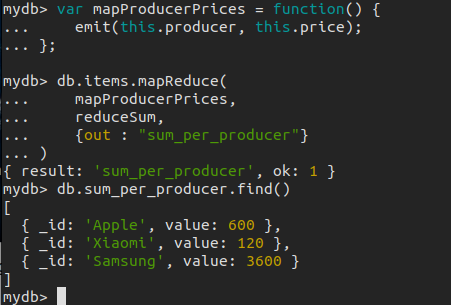 mydb> var mapProducerPrices = function() {
...     emit(this.producer, this.price);
... };

mydb> db.items.mapReduce(
...     mapProducerPrices,
...     reduceSum,
...     {out : "sum_per_producer"}
... )
{ result: 'sum_per_producer', ok: 1 }
mydb> db.sum_per_producer.find()
[
  { _id: 'Apple', value: 600 },
  { _id: 'Xiaomi', value: 120 },
  { _id: 'Samsung', value: 3600 }
]
mydb>